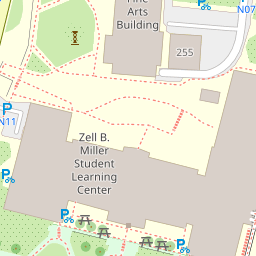 Fine
Arts
Building
255
N07
N11
Zell B.
Miller
Student
Learning
Center
P
P
P
P
P
P